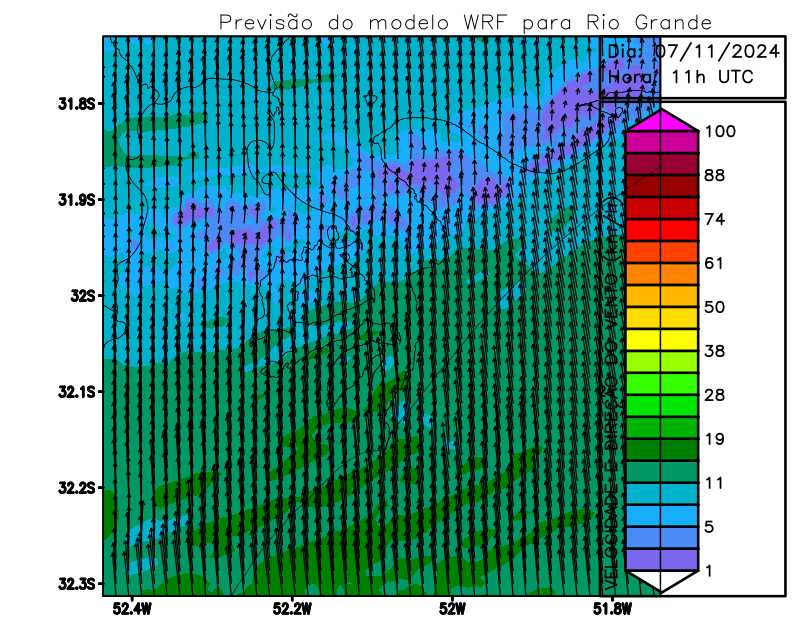 Previsão do modelo WRF para Rio Grande
Dia: 07/11/2024
Hora: 11h UTC
31.8S
31.9S
32S
32.1S
32.2S
32.3S
52.4W
52.2W
52W
51.8W
VELOCIDADE E DIREÇÃO DO VENTO (km/h)
100
88
74
61
50
38
28
19
11
5
1